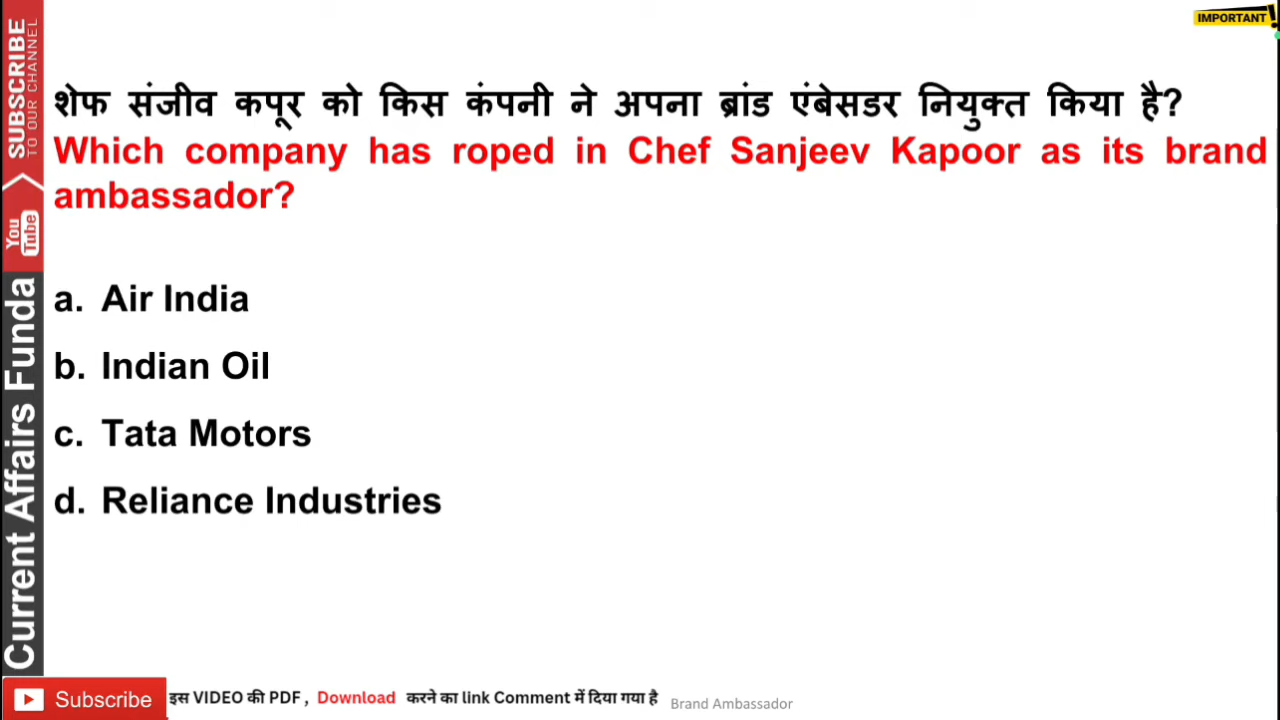 IMPORTANT!
शेफ संजीव कपूर को किस कंपनी ने अपना ब्रांड एंबेसडर नियुक्त किया है?
Which company has roped in Chef Sanjeev Kapoor as its brand
ambassador?
a. Air India
b. Indian Oil
c. Tata Motors
d. Reliance Industries
SUBSCRIBE
TO OUR CHANNEL
You
Tube
Current Affairs Funda
Subscribe
इस VIDEO की PDF , Download करने का link Comment में दिया गया है
Brand Ambassador